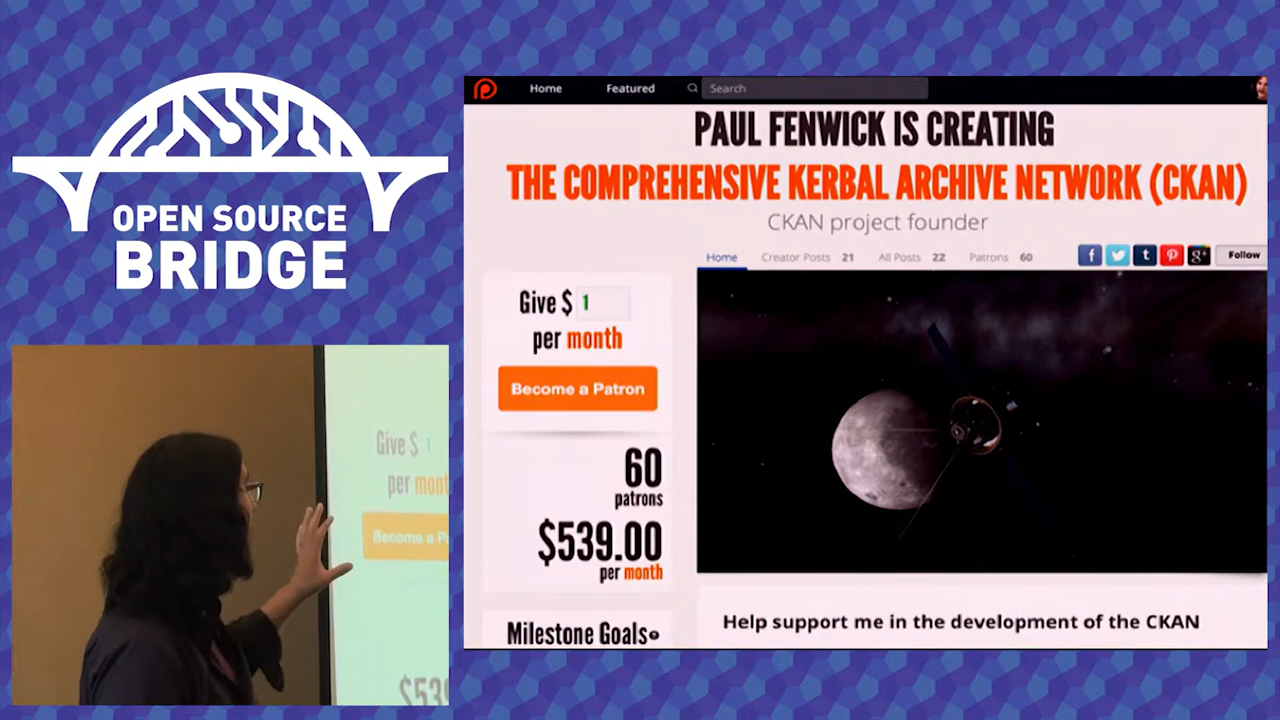 OPEN SOURCE
BRIDGE
Give $ 1
per mont
Become a P
$53
Home Featured Search
PAUL FENWICK IS CREATING
THE COMPREHENSIVE KERBAL ARCHIVE NETWORK (CKAN)
CKAN project founder
Home Creator Posts 21 All Posts 22 Patrons 60 f t g+ Follow
Give $ 1
per month
Become a Patron
60
patrons
$539.00
per month
Milestone Goals
Help support me in the development of the CKAN